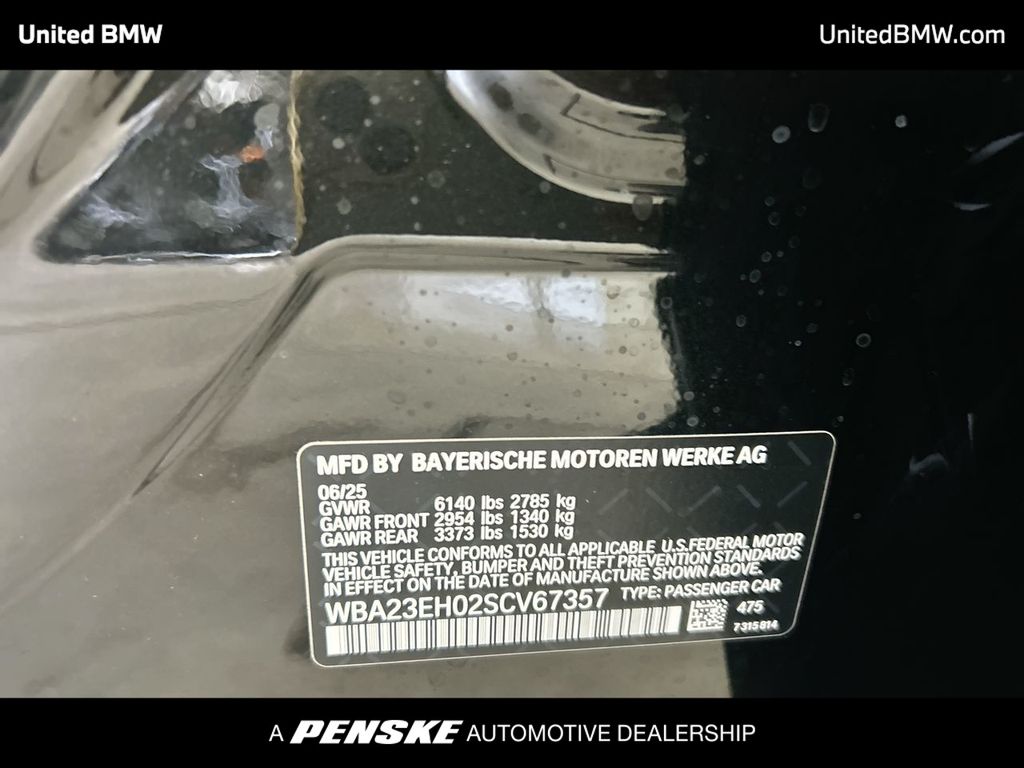 United BMW
UnitedBMW.com
MFD BY BAYERISCHE MOTOREN WERKE AG
06/25
GVWR 6140 lbs 2785 kg
GAWR FRONT 2954 lbs 1340 kg
GAWR REAR 3373 lbs 1530 kg
THIS VEHICLE CONFORMS TO ALL APPLICABLE U.S.FEDERAL MOTOR
VEHICLE SAFETY, BUMPER AND THEFT PREVENTION STANDARDS
IN EFFECT ON THE DATE OF MANUFACTURE SHOWN ABOVE.
WBA23EH02SCV67357 TYPE: PASSENGER CAR
475
7315814
A PENSKE AUTOMOTIVE DEALERSHIP